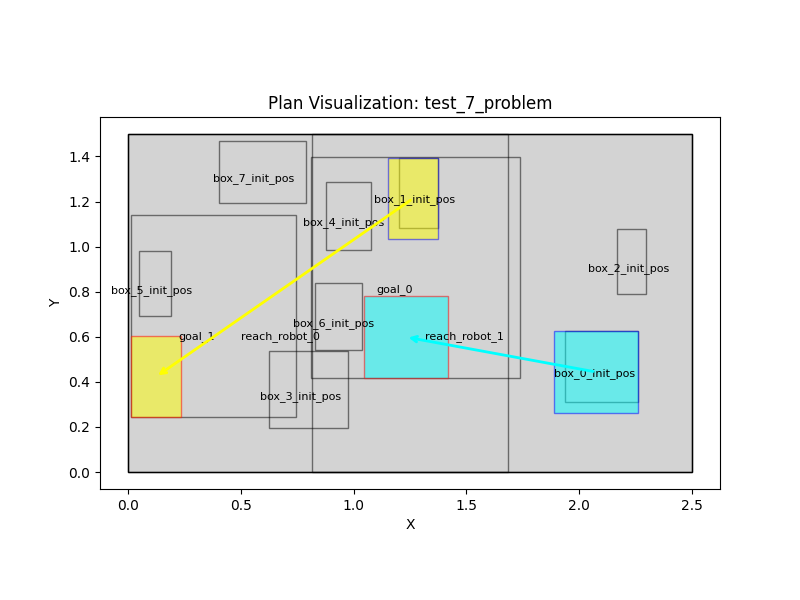 Plan Visualization: test_7_problem
box_7_init_pos
box_1_init_pos
box_4_init_pos
box_2_init_pos
box_5_init_pos
goal_0
box_6_init_pos
goal_1
reach_robot_0
reach_robot_1
box_0_init_pos
box_3_init_pos
Y
1.4
1.2
1.0
0.8
0.6
0.4
0.2
0.0
0.0
0.5
1.0
1.5
2.0
2.5
X